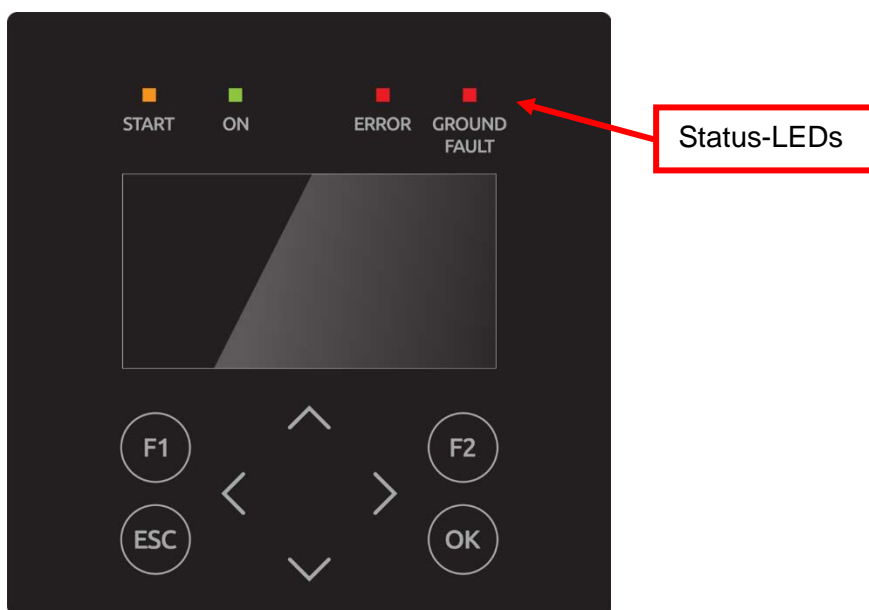 START ON ERROR GROUND
FAULT
Status-LEDs
F1 F2
ESC OK